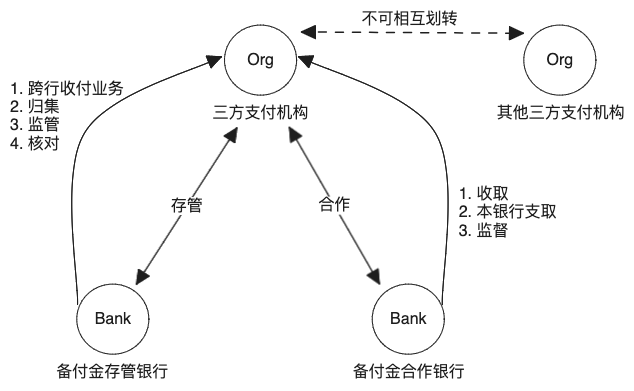 不可相互划转
Org
Org
1. 跨行收付业务
2. 归集
3. 监管
4. 核对
三方支付机构
其他三方支付机构
存管
合作
1. 收取
2. 本银行支取
3. 监督
Bank
Bank
备付金存管银行
备付金合作银行